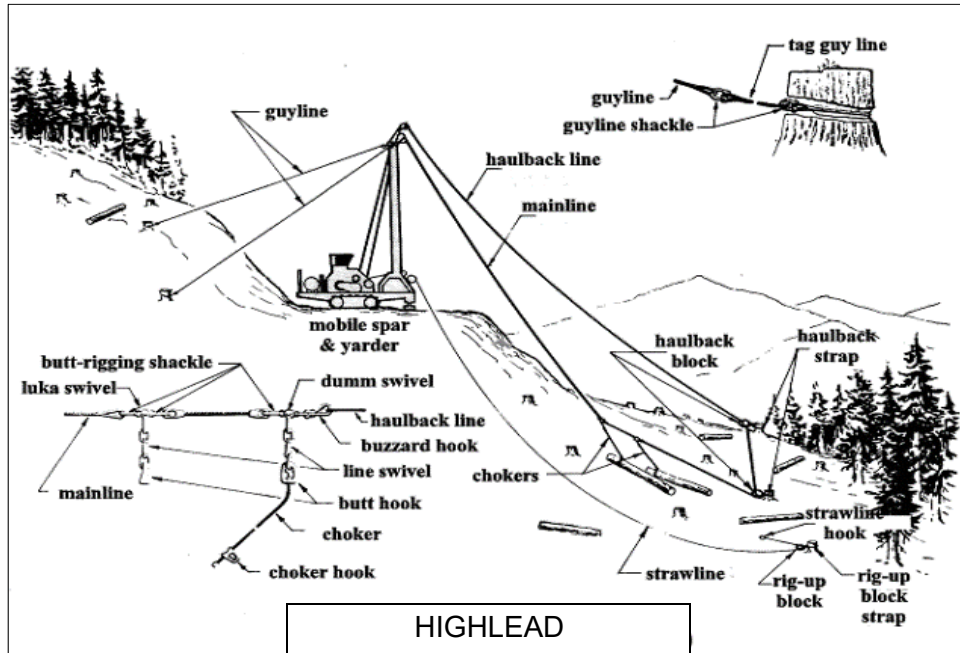 tag guy line
guyline
guyline shackle
guyline
haulback line
mainline
mobile spar
& yarder
haulback
block
haulback
strap
butt-rigging shackle
luka swivel
dumm swivel
haulback line
buzzard hook
line swivel
mainline
butt hook
choker
choker hook
chokers
strawline
hook
strawline
rig-up
block
rig-up
block
strap
HIGHLEAD